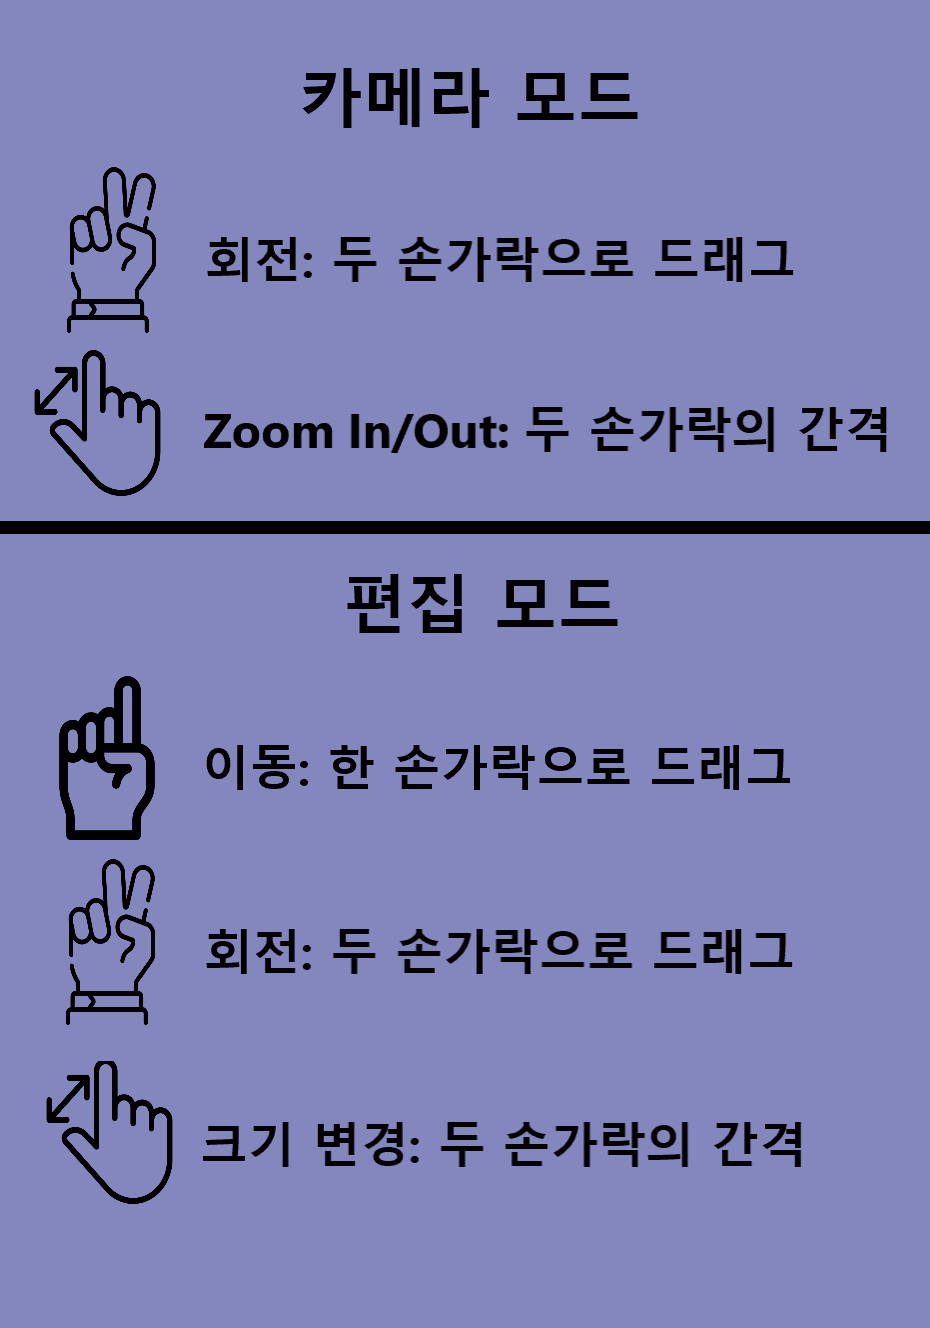 카메라 모드
회전: 두 손가락으로 드래그
Zoom In/Out: 두 손가락의 간격
편집 모드
이동: 한 손가락으로 드래그
회전: 두 손가락으로 드래그
크기 변경: 두 손가락의 간격